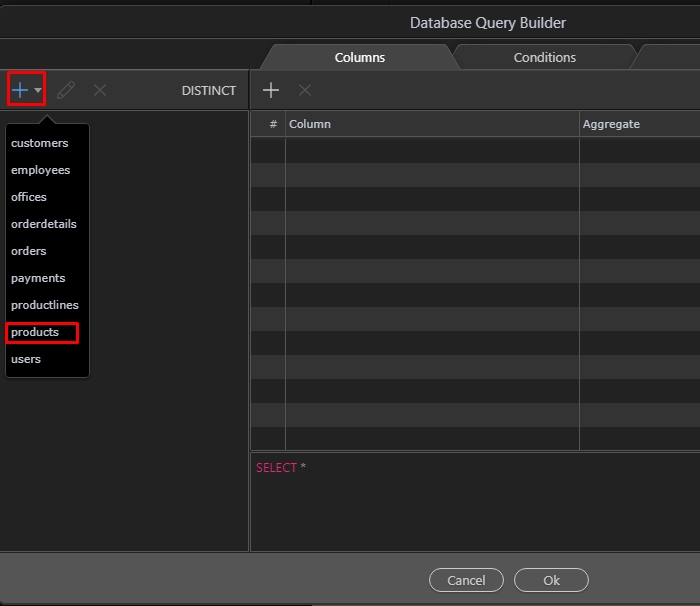 Database Query Builder
Columns
Conditions
DISTINCT
customers
employees
offices
orderdetails
orders
payments
productlines
products
users
# Column Aggregate
SELECT *
Cancel Ok